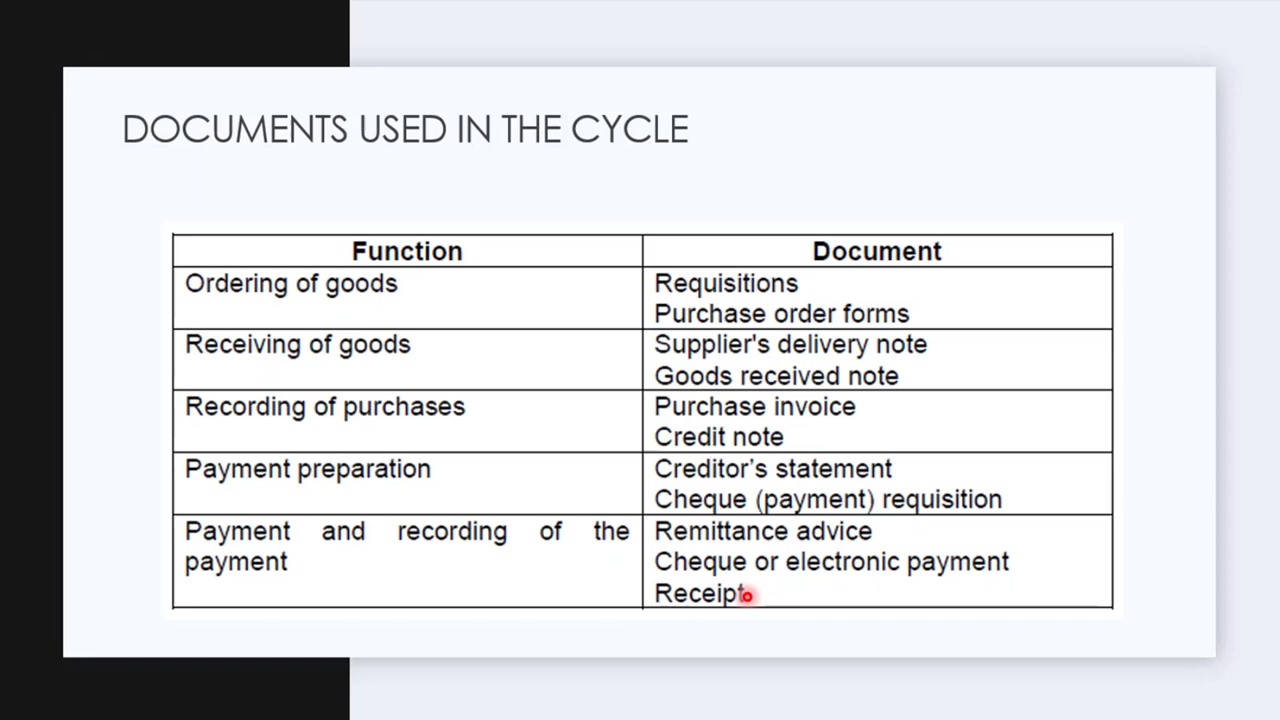 DOCUMENTS USED IN THE CYCLE
Function Document
Ordering of goods Requisitions
Purchase order forms
Receiving of goods Supplier's delivery note
Goods received note
Recording of purchases Purchase invoice
Credit note
Payment preparation Creditor’s statement
Cheque (payment) requisition
Payment and recording of the Remittance advice
payment Cheque or electronic payment
Receipt